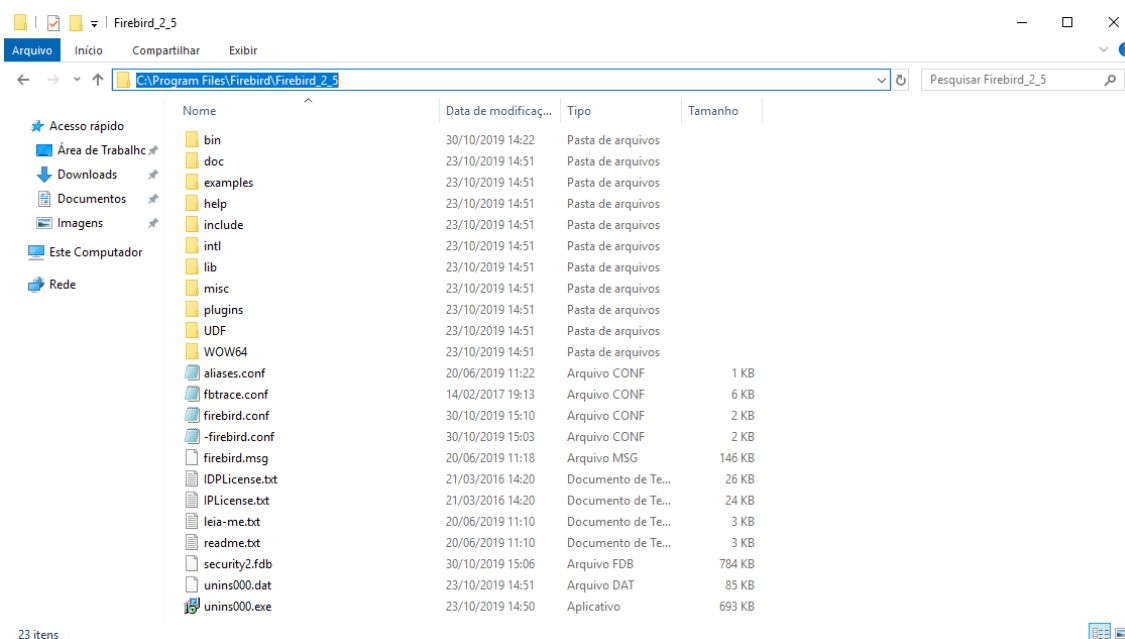 Firebird_2_5
Arquivo Início Compartilhar Exibir
C:\Program Files\Firebird\Firebird_2_5 Pesquisar Firebird_2_5
Nome Data de modificaç... Tipo Tamanho
Acesso rápido
Área de Trabalhc
Downloads
Documentos
Imagens
Este Computador
Rede
bin 30/10/2019 14:22 Pasta de arquivos
doc 23/10/2019 14:51 Pasta de arquivos
examples 23/10/2019 14:51 Pasta de arquivos
help 23/10/2019 14:51 Pasta de arquivos
include 23/10/2019 14:51 Pasta de arquivos
intl 23/10/2019 14:51 Pasta de arquivos
lib 23/10/2019 14:51 Pasta de arquivos
misc 23/10/2019 14:51 Pasta de arquivos
plugins 23/10/2019 14:51 Pasta de arquivos
UDF 23/10/2019 14:51 Pasta de arquivos
WOW64 23/10/2019 14:51 Pasta de arquivos
aliases.conf 20/06/2019 11:22 Arquivo CONF 1 KB
fbtrace.conf 14/02/2017 19:13 Arquivo CONF 6 KB
firebird.conf 30/10/2019 15:10 Arquivo CONF 2 KB
-firebird.conf 30/10/2019 15:03 Arquivo CONF 2 KB
firebird.msg 20/06/2019 11:18 Arquivo MSG 146 KB
IDPLicense.txt 21/03/2016 14:20 Documento de Te... 26 KB
IPLicense.txt 21/03/2016 14:20 Documento de Te... 24 KB
leia-me.txt 20/06/2019 11:10 Documento de Te... 3 KB
readme.txt 20/06/2019 11:10 Documento de Te... 3 KB
security2.fdb 30/10/2019 15:06 Arquivo FDB 784 KB
unins000.dat 23/10/2019 14:51 Arquivo DAT 85 KB
unins000.exe 23/10/2019 14:50 Aplicativo 693 KB
23 itens